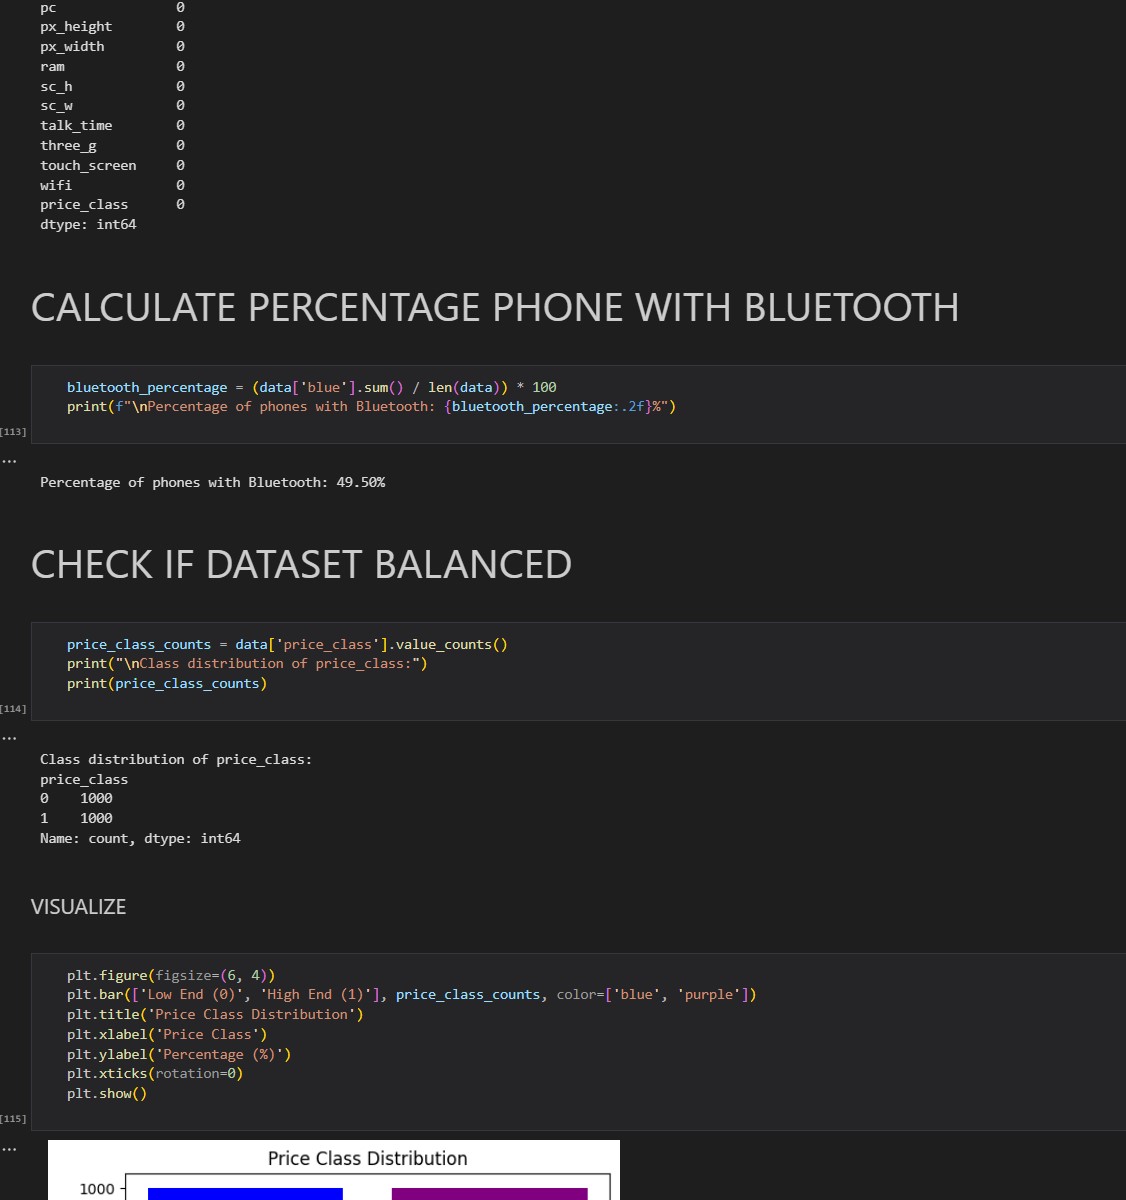 pc 0
px_height 0
px_width 0
ram 0
sc_h 0
sc_w 0
talk_time 0
three_g 0
touch_screen 0
wifi 0
price_class 0
dtype: int64
CALCULATE PERCENTAGE PHONE WITH BLUETOOTH
bluetooth_percentage = (data['blue'].sum() / len(data)) * 100
print(f"\nPercentage of phones with Bluetooth: {bluetooth_percentage:.2f}%")
[113]
...
Percentage of phones with Bluetooth: 49.50%
CHECK IF DATASET BALANCED
price_class_counts = data['price_class'].value_counts()
print("\nClass distribution of price_class:")
print(price_class_counts)
[114]
...
Class distribution of price_class:
price_class
0 1000
1 1000
Name: count, dtype: int64
VISUALIZE
plt.figure(figsize=(6, 4))
plt.bar(['Low End (0)', 'High End (1)'], price_class_counts, color=['blue', 'purple'])
plt.title('Price Class Distribution')
plt.xlabel('Price Class')
plt.ylabel('Percentage (%)')
plt.xticks(rotation=0)
plt.show()
[115]
...
Price Class Distribution
1000